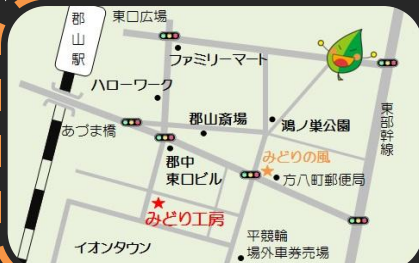 郡山駅
東口広場
ファミリーマート
ハローワーク
あづま橋
郡山斎場
鴻ノ巣公園
東部幹線
郡中
東口ビル
みどりの風
方八町郵便局
みどり工房
イオンタウン
平競輪
場外車券売場